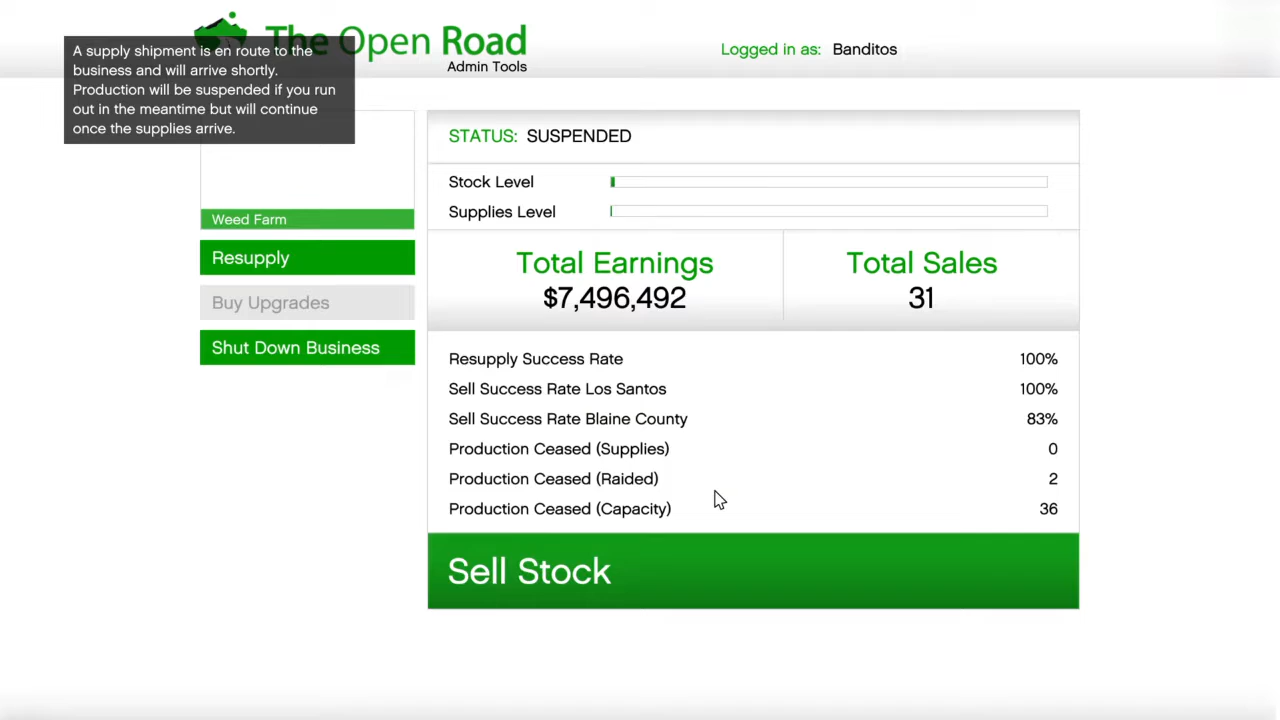 The Open Road
Admin Tools
Logged in as: Banditos
A supply shipment is en route to the
business and will arrive shortly.
Production will be suspended if you run
out in the meantime but will continue
once the supplies arrive.
Weed Farm
Resupply
Buy Upgrades
Shut Down Business
STATUS: SUSPENDED
Stock Level
Supplies Level
Total Earnings
$7,496,492
Total Sales
31
Resupply Success Rate 100%
Sell Success Rate Los Santos 100%
Sell Success Rate Blaine County 83%
Production Ceased (Supplies) 0
Production Ceased (Raided) 2
Production Ceased (Capacity) 36
Sell Stock